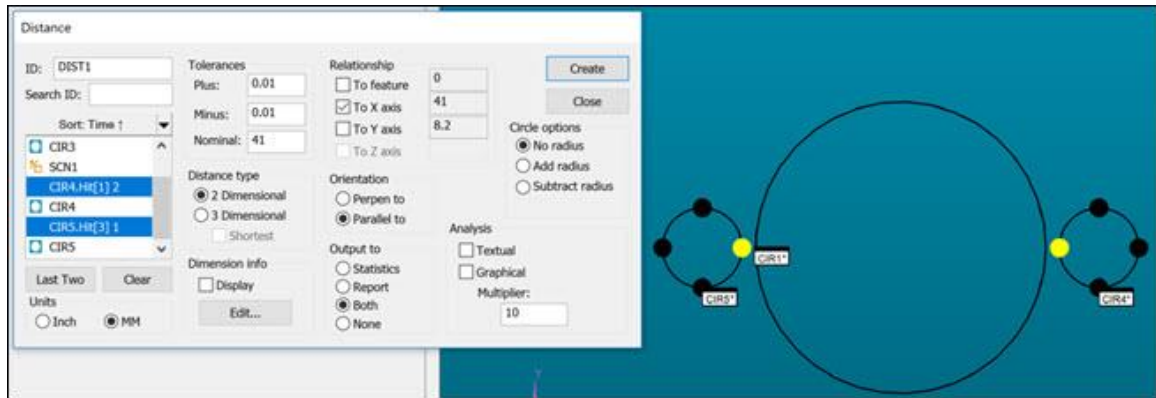 Distance
ID: DIST1
Search ID:
Sort: Time ↑
CIR3
SCN1
CIR4.Hit[1] 2
CIR4
CIR5.Hit[3] 1
CIR5
Last Two Clear
Units
Inch MM
Tolerances
Plus: 0.01
Minus: 0.01
Nominal: 41
Distance type
2 Dimensional
3 Dimensional
Shortest
Dimension info
Display
Edit...
Relationship
To feature 0
To X axis 41
To Y axis 8.2
To Z axis
Orientation
Perpen to
Parallel to
Output to
Statistics
Report
Both
None
Create
Close
Circle options
No radius
Add radius
Subtract radius
Analysis
Textual
Graphical
Multiplier:
10
CIR1*
CIR5*
CIR4*
Y